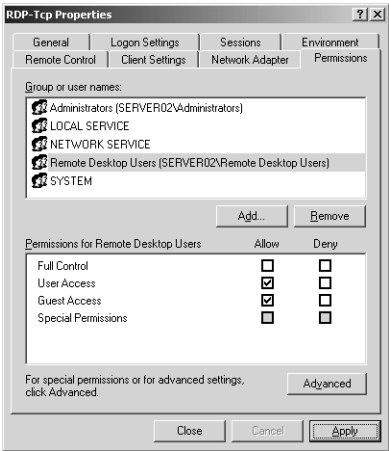 RDP-Tcp Properties
General Logon Settings Sessions Environment
Remote Control Client Settings Network Adapter Permissions
Group or user names:
Administrators (SERVER02\Administrators)
LOCAL SERVICE
NETWORK SERVICE
Remote Desktop Users (SERVER02\Remote Desktop Users)
SYSTEM
Add... Remove
Permissions for Remote Desktop Users Allow Deny
Full Control
User Access
Guest Access
Special Permissions
For special permissions or for advanced settings,
click Advanced.
Advanced
Close Cancel Apply